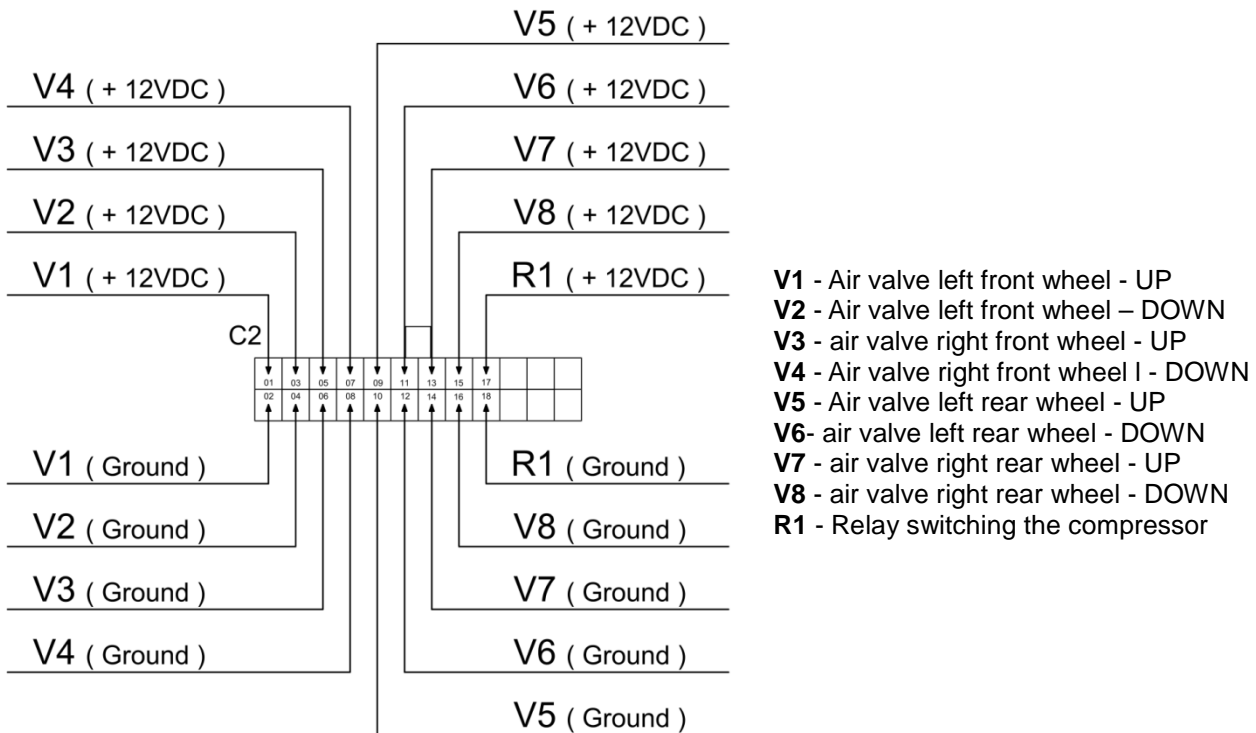 V5 ( + 12VDC )
V4 ( + 12VDC )
V6 ( + 12VDC )
V3 ( + 12VDC )
V7 ( + 12VDC )
V2 ( + 12VDC )
V8 ( + 12VDC )
V1 ( + 12VDC )
R1 ( + 12VDC )
C2
01 03 05 07 09 11 13 15 17
02 04 06 08 10 12 14 16 18
V1 ( Ground )
R1 ( Ground )
V2 ( Ground )
V8 ( Ground )
V3 ( Ground )
V7 ( Ground )
V4 ( Ground )
V6 ( Ground )
V5 ( Ground )
V1 - Air valve left front wheel - UP
V2 - Air valve left front wheel – DOWN
V3 - air valve right front wheel - UP
V4 - Air valve right front wheel I - DOWN
V5 - Air valve left rear wheel - UP
V6- air valve left rear wheel - DOWN
V7 - air valve right rear wheel - UP
V8 - air valve right rear wheel - DOWN
R1 - Relay switching the compressor